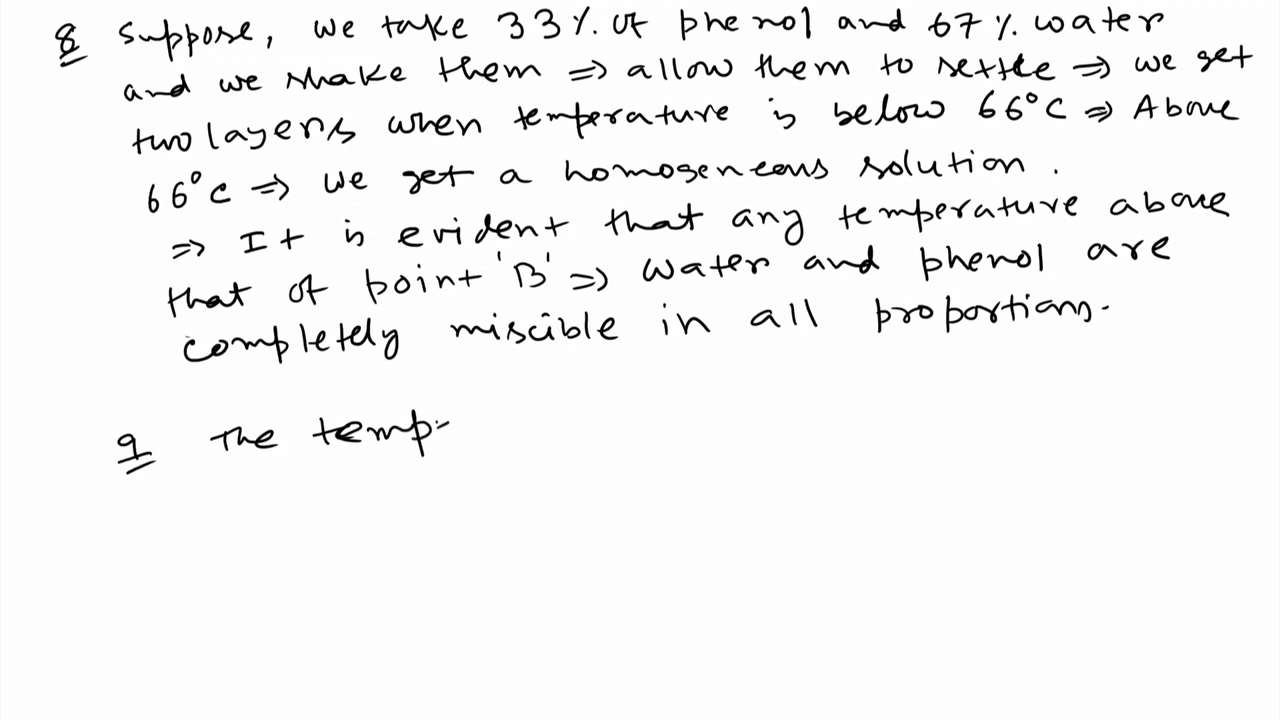 8 suppose, we take 33%. of phenol and 67%. water
and we shake them ⇒ allow them to settle ⇒ we get
two layers when temperature is below 66°C ⇒ Above
66°C ⇒ we get a homogeneous solution.
⇒ It is evident that any temperature above
that of point 'B' ⇒ water and phenol are
completely miscible in all proportions.
9 The temp